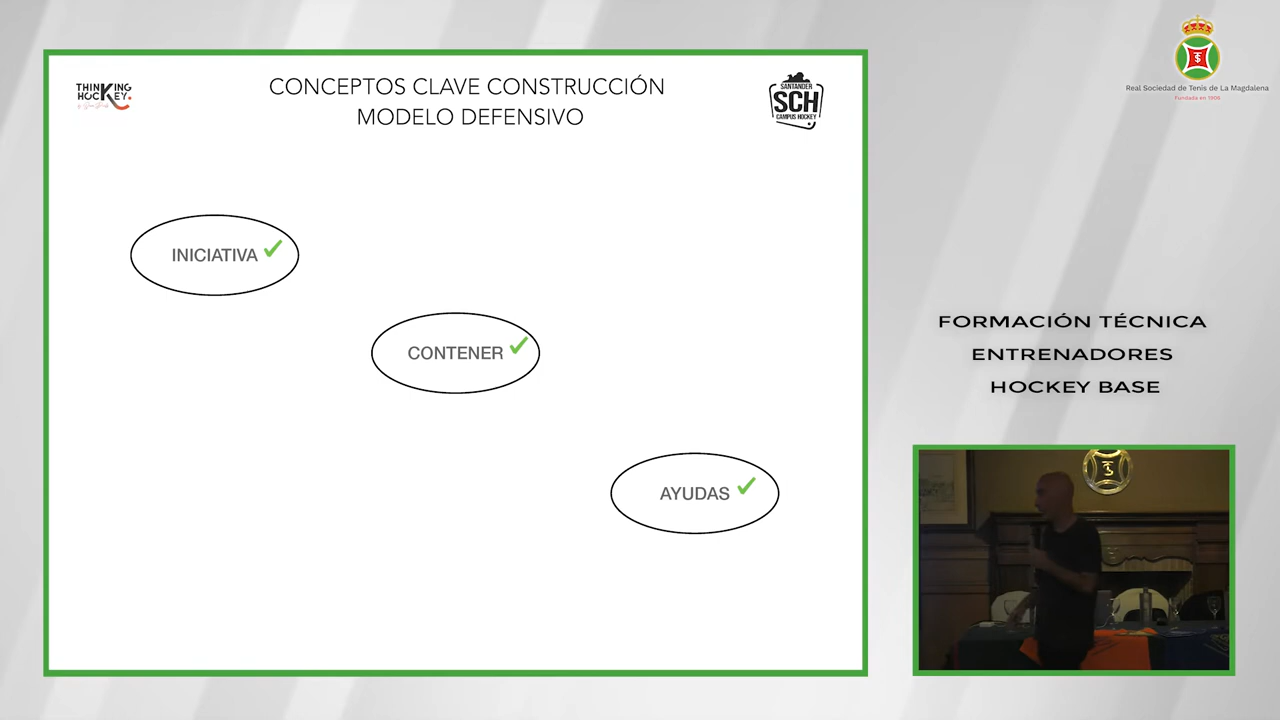 THINKING
HOCKEY.
CONCEPTOS CLAVE CONSTRUCCIÓN
MODELO DEFENSIVO
SANTANDER
SCH
CAMPUS HOCKEY
INICIATIVA
CONTENER
AYUDAS
Real Sociedad de Tenis de La Magdalena
Fundada en 1906
FORMACIÓN TÉCNICA
ENTRENADORES
HOCKEY BASE